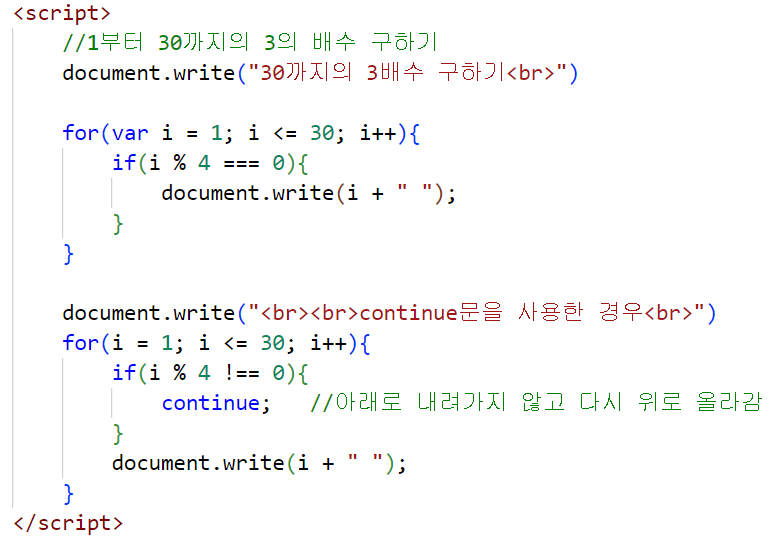 <script>
//1부터 30까지의 3의 배수 구하기
document.write("30까지의 3배수 구하기<br>")
for(var i = 1; i <= 30; i++){
if(i % 4 === 0){
document.write(i + " ");
}
}
document.write("<br><br>continue문을 사용한 경우<br>")
for(i = 1; i <= 30; i++){
if(i % 4 !== 0){
continue;   //아래로 내려가지 않고 다시 위로 올라감
}
document.write(i + " ");
}
</script>